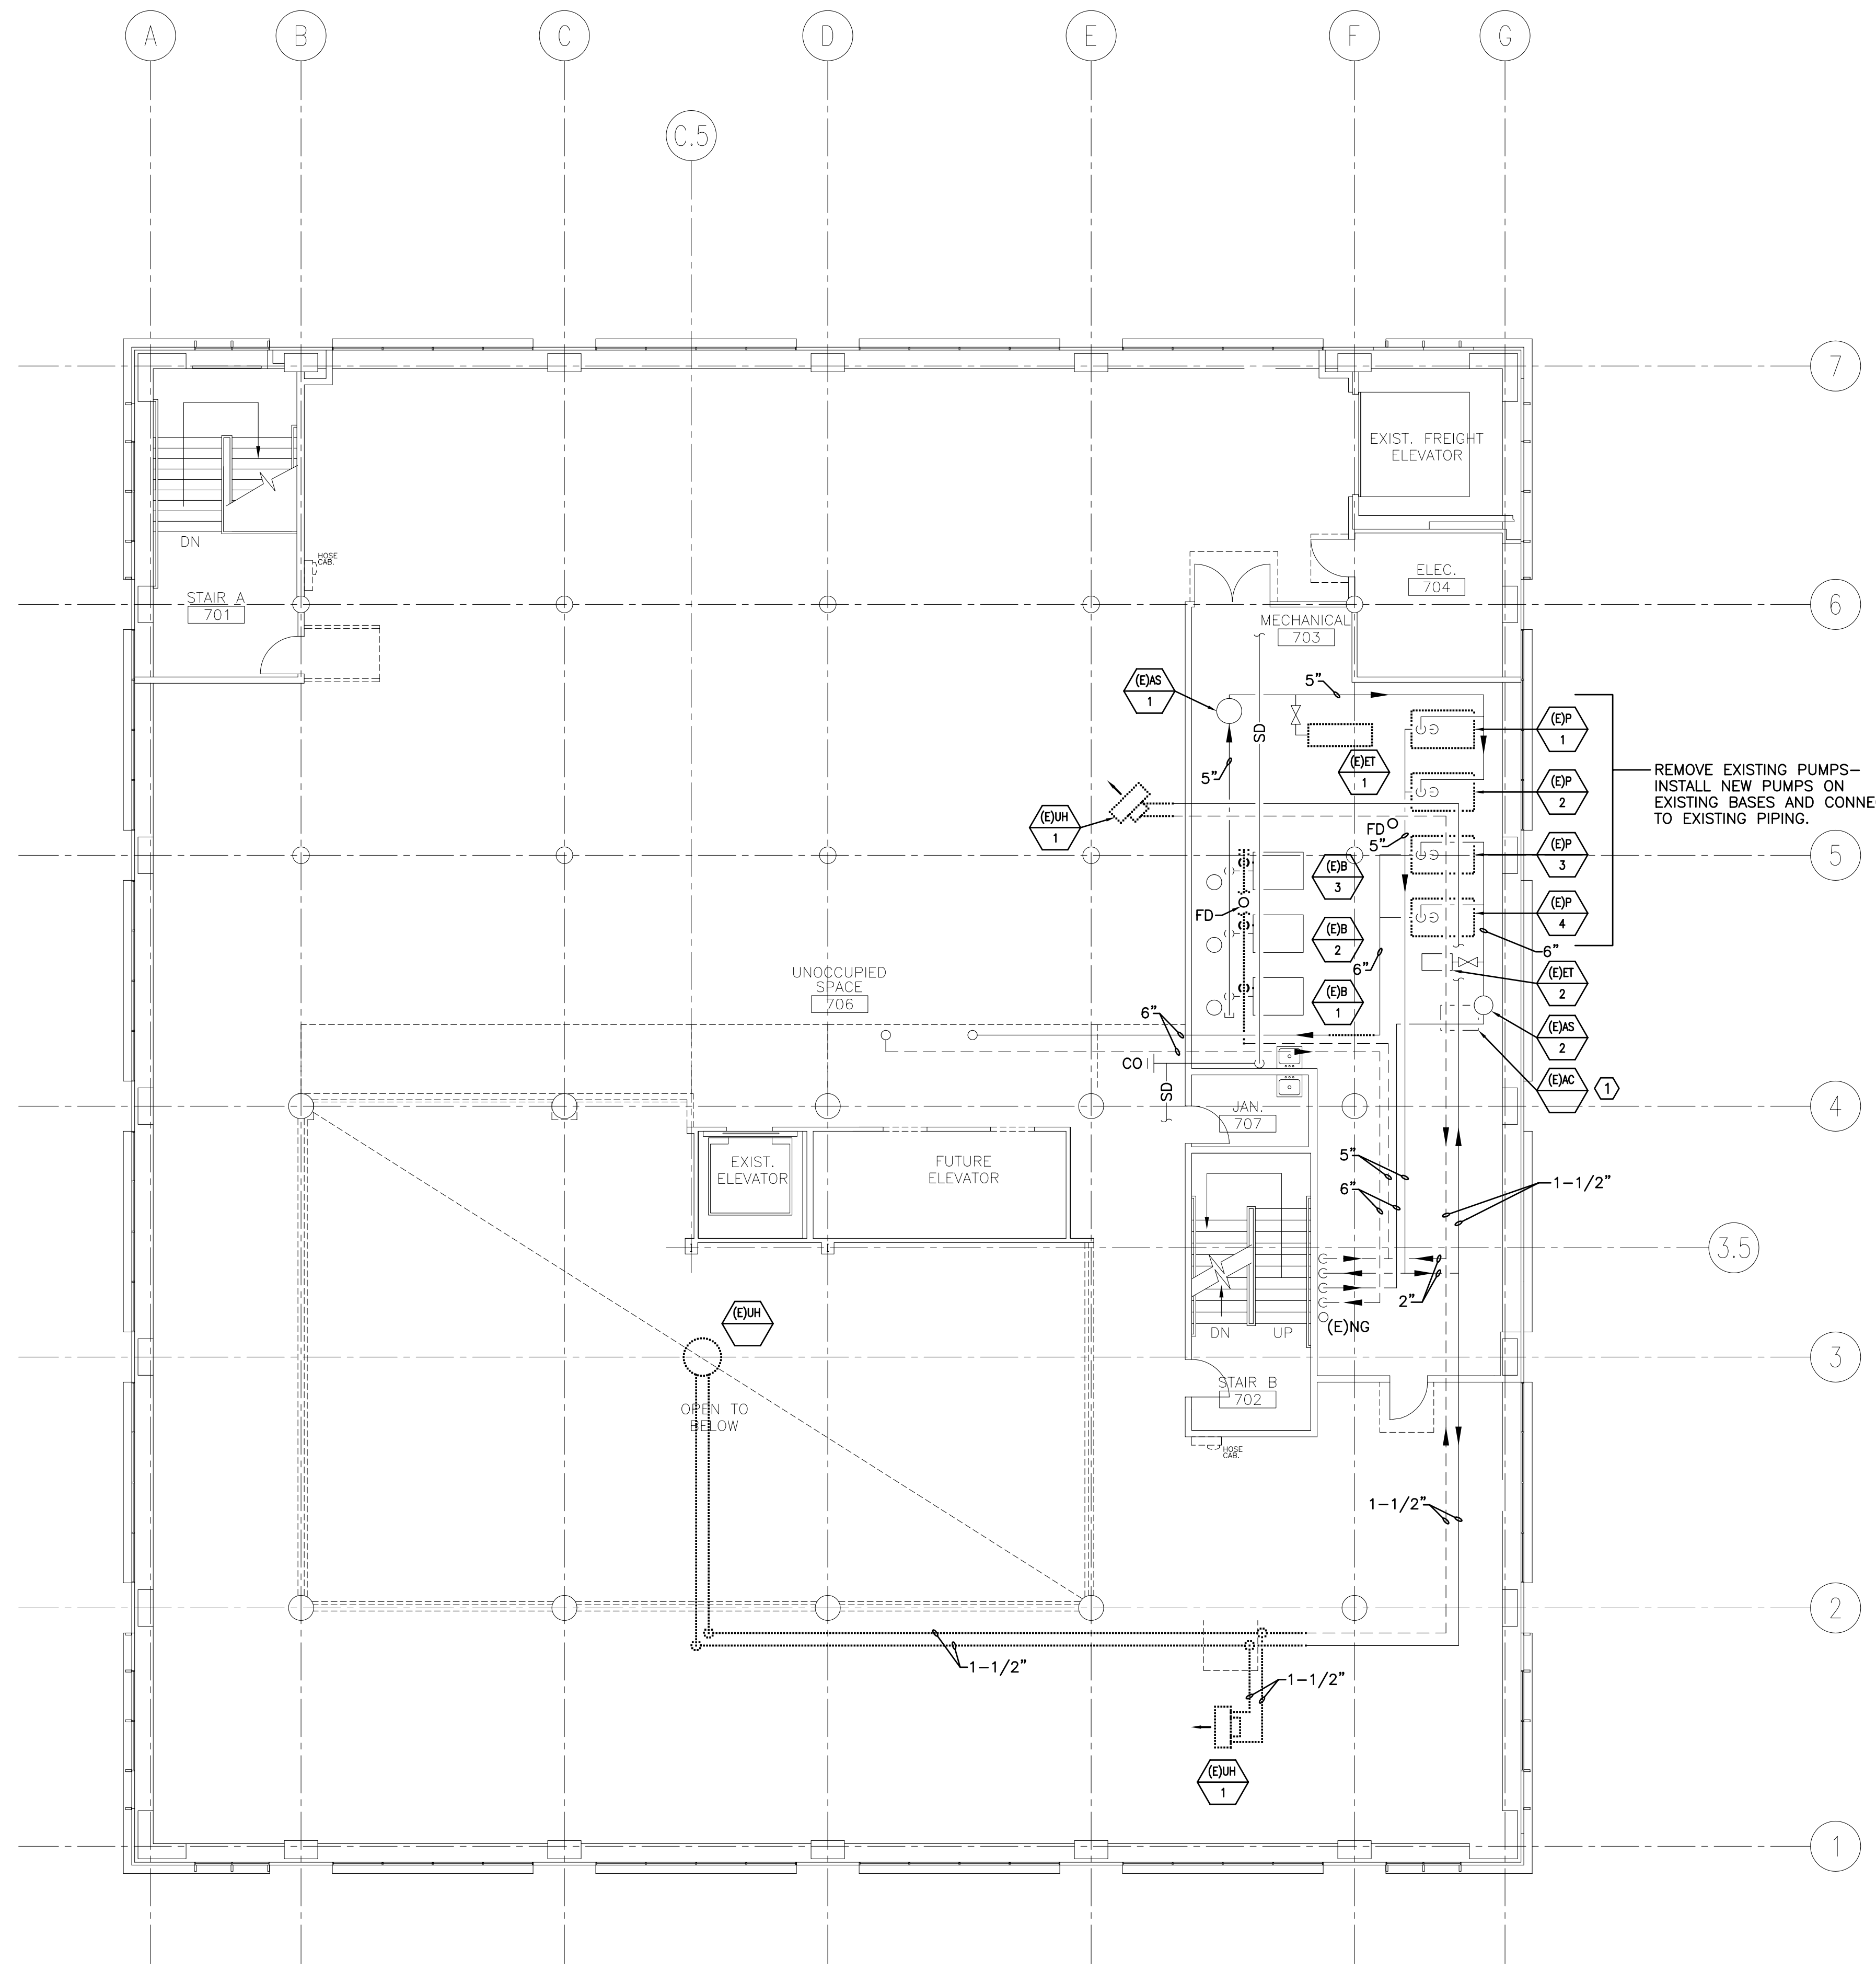 A
B
C
D
E
F
G
C.5
7
EXIST. FREIGHT
ELEVATOR
DN
HOSE
CAB.
ELEC.
704
STAIR A
701
6
MECHANICAL
703
(E)AS
1
5"
SD
(E)P
1
5"
(E)ET
1
(E)P
2
REMOVE EXISTING PUMPS-
INSTALL NEW PUMPS ON
EXISTING BASES AND CONNE
TO EXISTING PIPING.
(E)UH
1
FD
5"
(E)P
3
5
(E)B
3
FD
(E)P
4
(E)B
2
6"
6"
UNOCCUPIED
SPACE
706
(E)ET
2
(E)B
1
6"
(E)AS
2
CO
SD
(E)AC
1
JAN.
707
4
EXIST.
ELEVATOR
FUTURE
ELEVATOR
5"
6"
1-1/2"
3.5
2"
(E)UH
(E)NG
DN
UP
3
STAIR B
702
OPEN TO
BELOW
HOSE
CAB.
1-1/2"
2
1-1/2"
1-1/2"
(E)UH
1
1